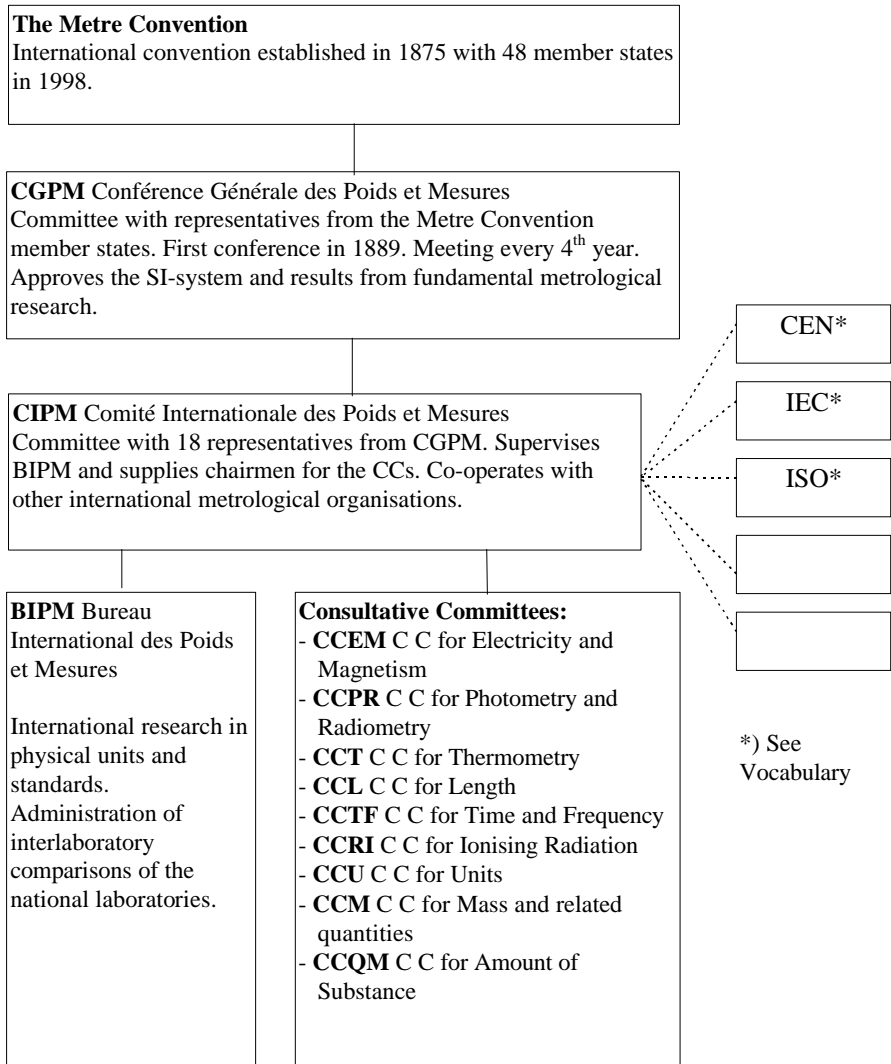 The Metre Convention
International convention established in 1875 with 48 member states
in 1998.
CGPM Conférence Générale des Poids et Mesures
Committee with representatives from the Metre Convention
member states. First conference in 1889. Meeting every 4th year.
Approves the SI-system and results from fundamental metrological
research.
CIPM Comité Internationale des Poids et Mesures
Committee with 18 representatives from CGPM. Supervises
BIPM and supplies chairmen for the CCs. Co-operates with
other international metrological organisations.
CEN*
IEC*
ISO*
*) See
Vocabulary
BIPM Bureau
International des Poids
et Mesures
International research in
physical units and
standards.
Administration of
interlaboratory
comparisons of the
national laboratories.
Consultative Committees:
- CCEM C C for Electricity and
Magnetism
- CCPR C C for Photometry and
Radiometry
- CCT C C for Thermometry
- CCL C C for Length
- CCTF C C for Time and Frequency
- CCRI C C for Ionising Radiation
- CCU C C for Units
- CCM C C for Mass and related
quantities
- CCQM C C for Amount of
Substance